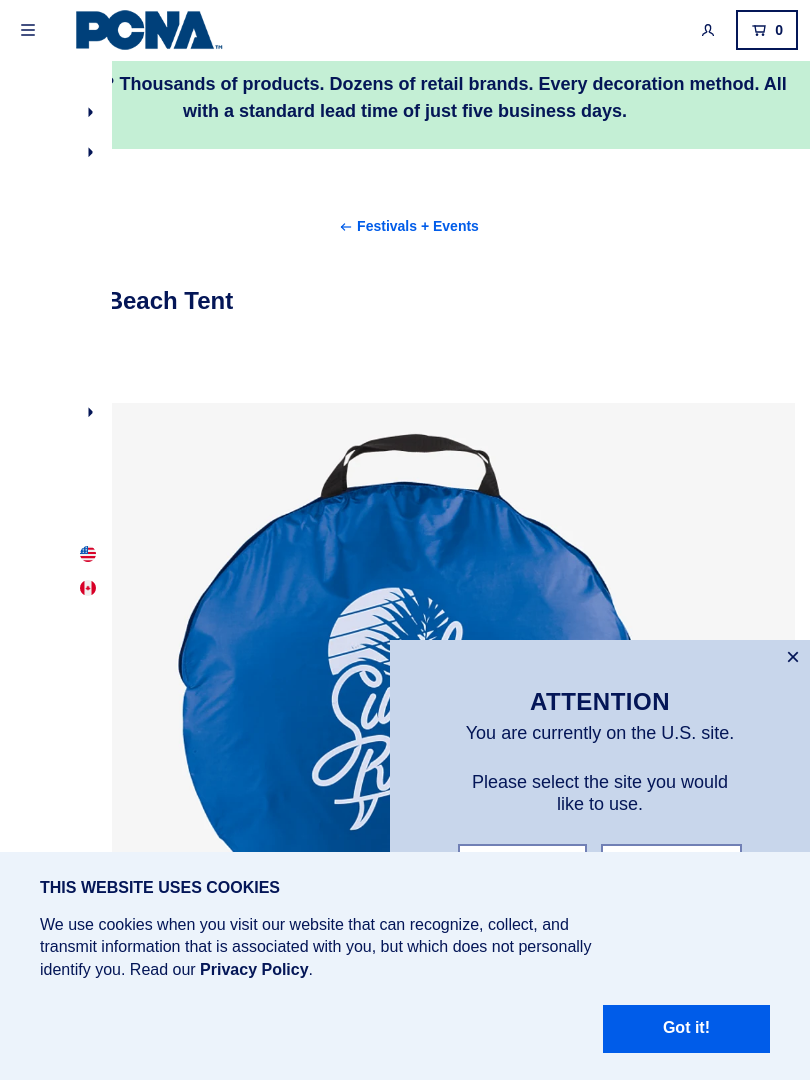 PCNA™
0
? Thousands of products. Dozens of retail brands. Every decoration method. All
with a standard lead time of just five business days.
← Festivals + Events
Beach Tent
ATTENTION
You are currently on the U.S. site.
Please select the site you would
like to use.
THIS WEBSITE USES COOKIES
We use cookies when you visit our website that can recognize, collect, and
transmit information that is associated with you, but which does not personally
identify you. Read our Privacy Policy.
Got it!